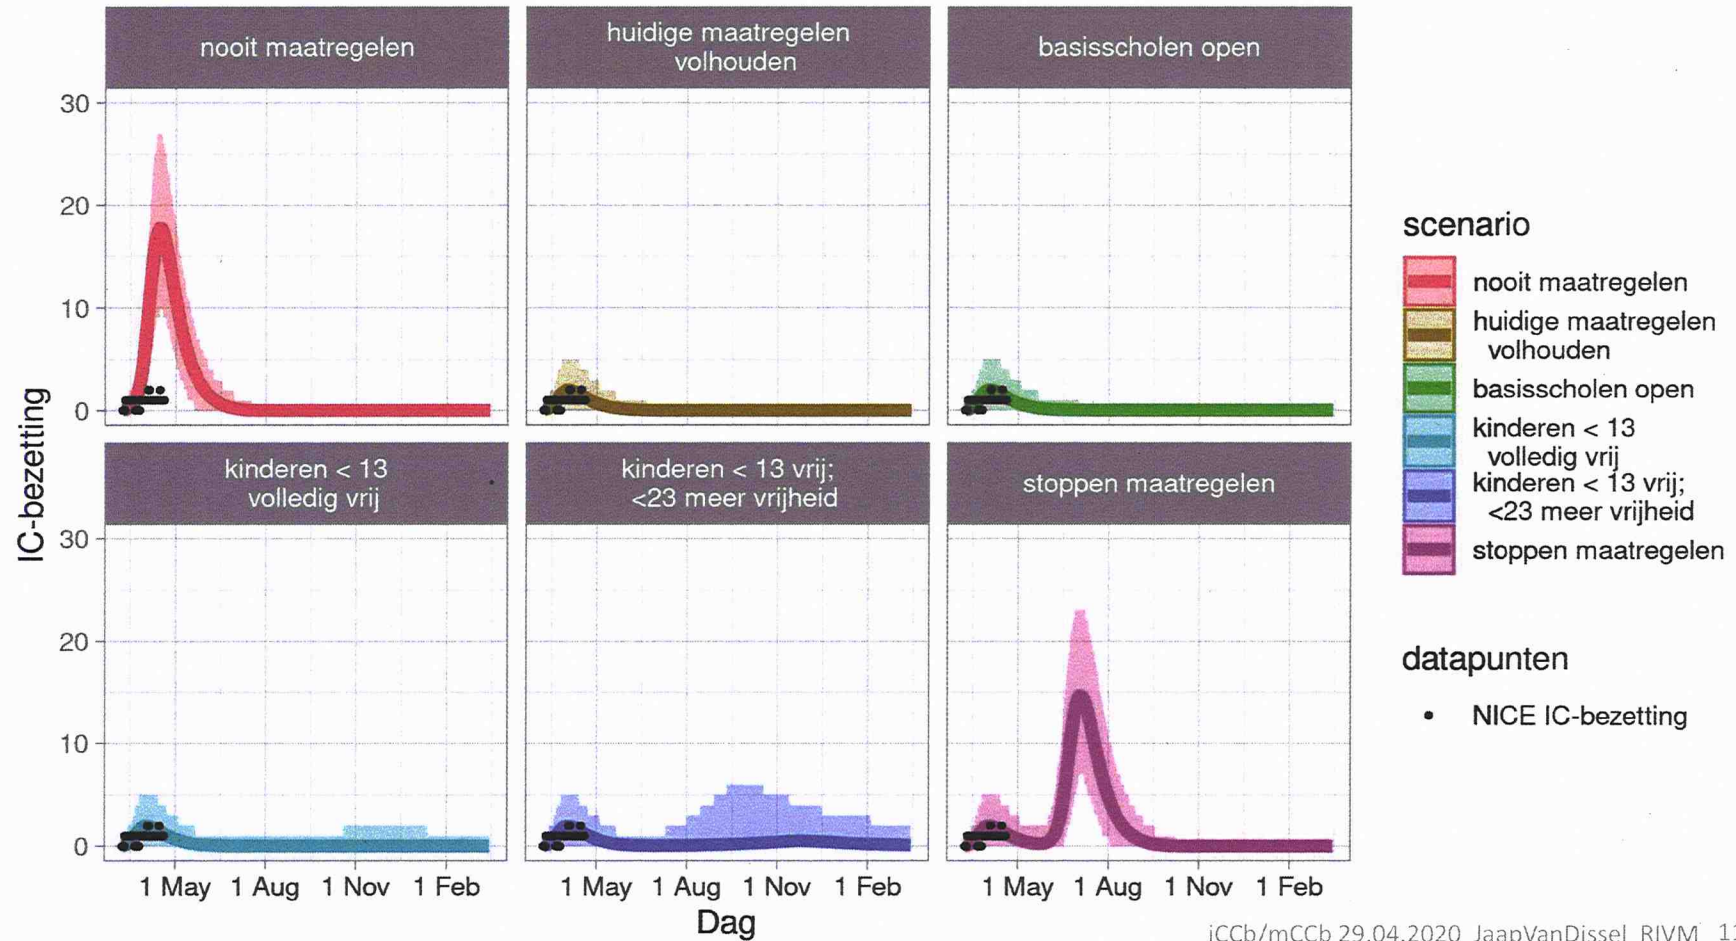 nooit maatregelen
huidige maatregelen
volhouden
basisscholen open
30
20
10
0
kinderen < 13
volledig vrij
kinderen < 13 vrij;
<23 meer vrijheid
stoppen maatregelen
30
20
10
0
IC-bezetting
1 May 1 Aug 1 Nov 1 Feb
1 May 1 Aug 1 Nov 1 Feb
1 May 1 Aug 1 Nov 1 Feb
Dag
scenario
nooit maatregelen
huidige maatregelen
volhouden
basisscholen open
kinderen < 13
volledig vrij
kinderen < 13 vrij;
<23 meer vrijheid
stoppen maatregelen
datapunten
NICE IC-bezetting
iCCb/mCCb 29.04.2020 JaapVanDissel RIVM